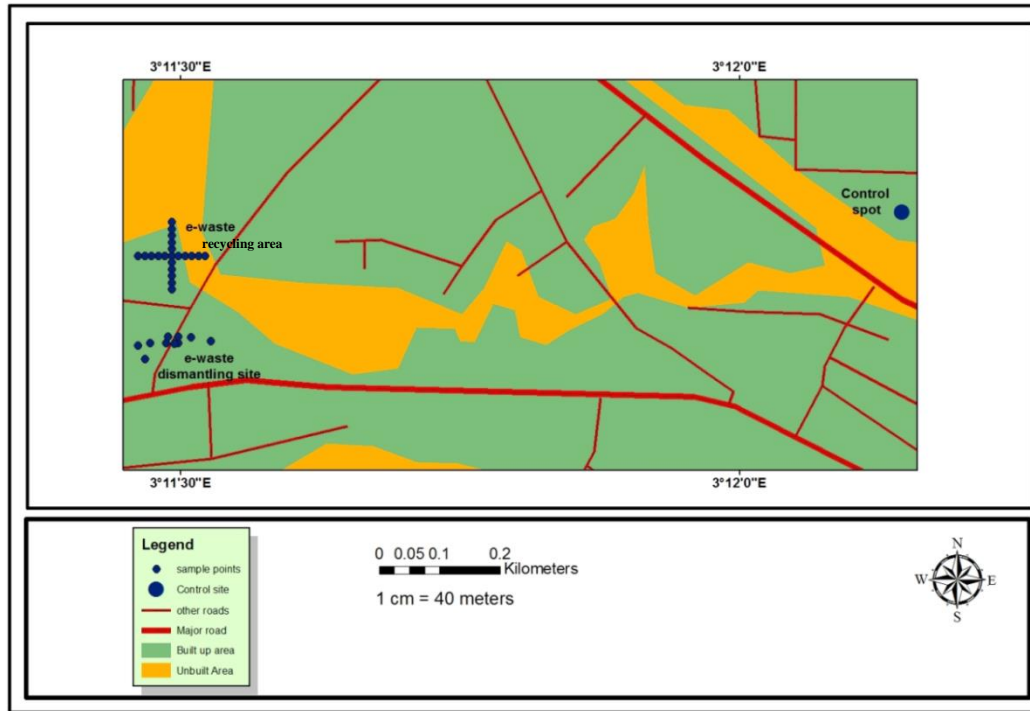 3°11'30"E
3°12'0"E
Control
spot
e-waste
recycling area
e-waste
dismantling site
3°11'30"E
3°12'0"E
Legend
sample points
Control site
other roads
Major road
Built up area
Unbuilt Area
0 0.05 0.1 0.2
Kilometers
1 cm = 40 meters
N
W E
S